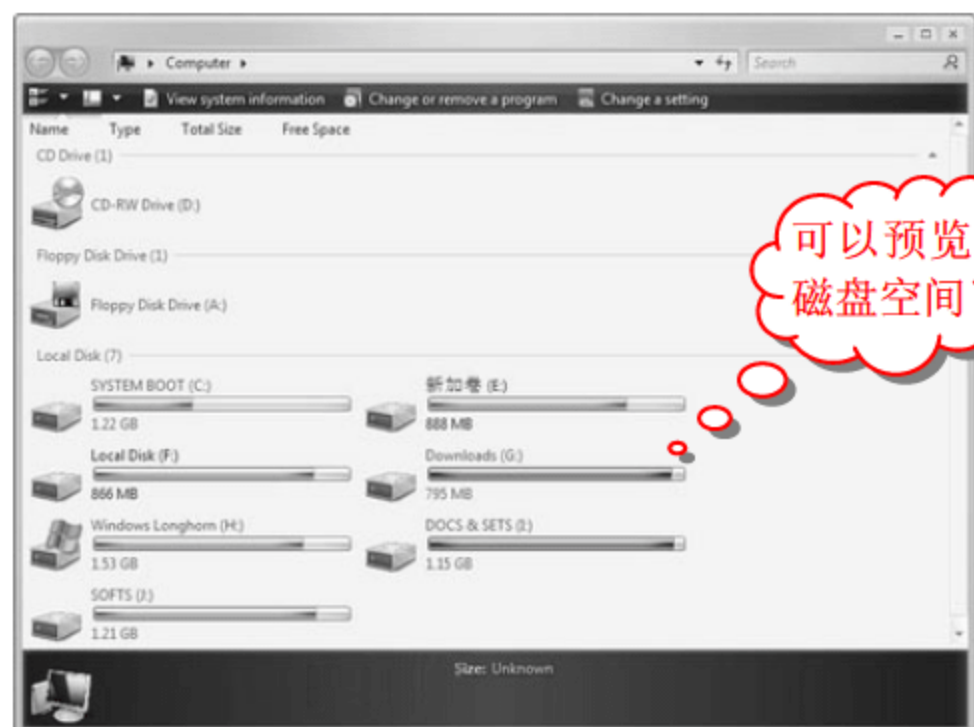 Computer
Search
View system information
Change or remove a program
Change a setting
Name Type Total Size Free Space
CD Drive (1)
CD-RW Drive (D:)
Floppy Disk Drive (1)
Floppy Disk Drive (A:)
可以预览
磁盘空间
Local Disk (7)
SYSTEM BOOT (C:)
1.22 GB
新加卷 (E:)
888 MB
Local Disk (F:)
866 MB
Downloads (G:)
795 MB
Windows Longhorn (H:)
1.53 GB
DOCS & SETS (I:)
1.15 GB
SOFTS (J:)
1.21 GB
Size: Unknown